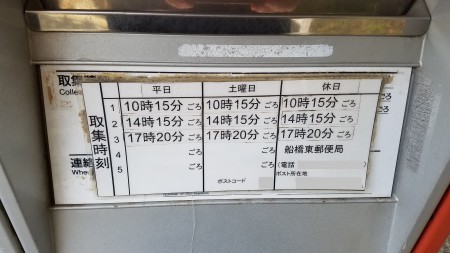 取集
Collec
平日 土曜日 休日
取集時刻
1 10時15分ごろ 10時15分ごろ 10時15分ごろ
2 14時15分ごろ 14時15分ごろ 14時15分ごろ
3 17時20分ごろ 17時20分ごろ 17時20分ごろ
4 ごろ ごろ 船橋東郵便局
5 ごろ ごろ (電話
ポストコード ポスト所在地
連絡
Whe